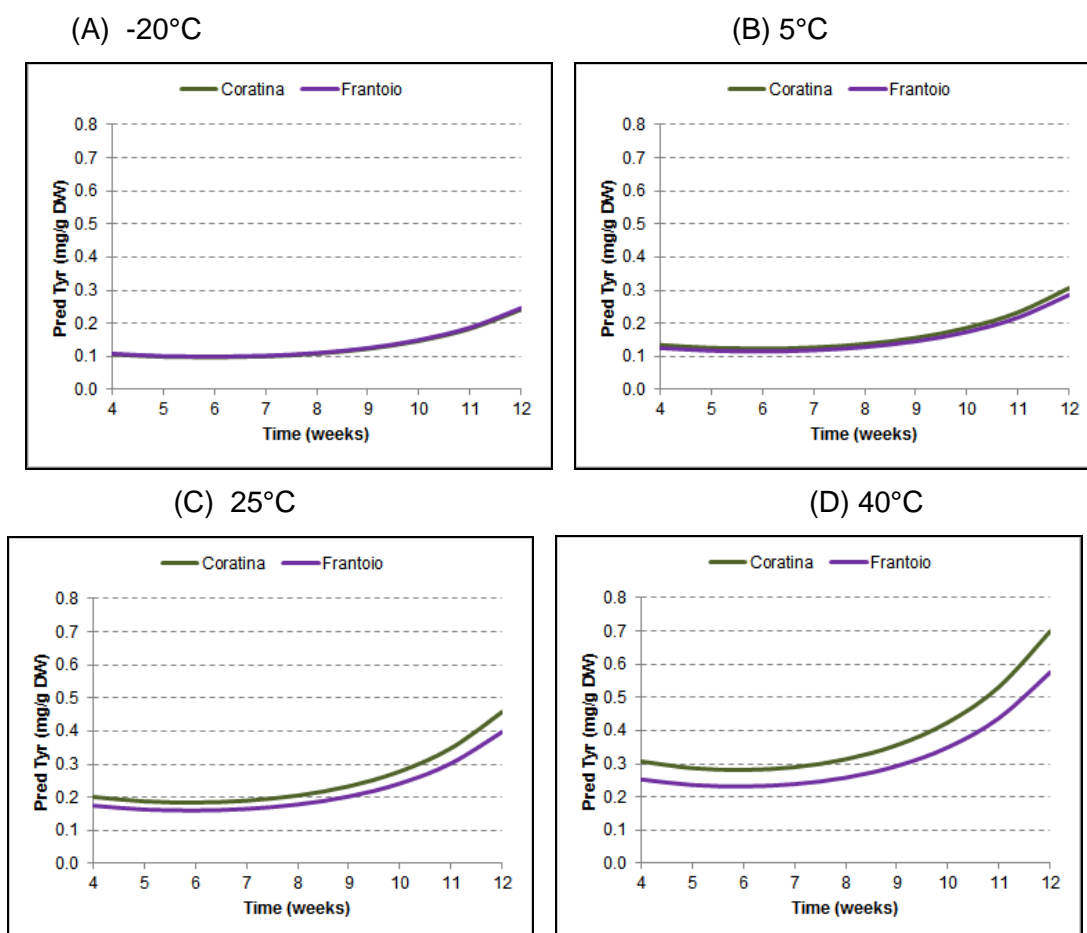 (A) -20°C
(B) 5°C
Coratina Frantoio
Pred Tyr (mg/g DW)
0.8
0.7
0.6
0.5
0.4
0.3
0.2
0.1
0.0
4 5 6 7 8 9 10 11 12
Time (weeks)
Coratina Frantoio
Pred Tyr (mg/g DW)
0.8
0.7
0.6
0.5
0.4
0.3
0.2
0.1
0.0
4 5 6 7 8 9 10 11 12
Time (weeks)
(C) 25°C
(D) 40°C
Coratina Frantoio
Pred Tyr (mg/g DW)
0.8
0.7
0.6
0.5
0.4
0.3
0.2
0.1
0.0
4 5 6 7 8 9 10 11 12
Time (weeks)
Coratina Frantoio
Pred Tyr (mg/g DW)
0.8
0.7
0.6
0.5
0.4
0.3
0.2
0.1
0.0
4 5 6 7 8 9 10 11 12
Time (weeks)